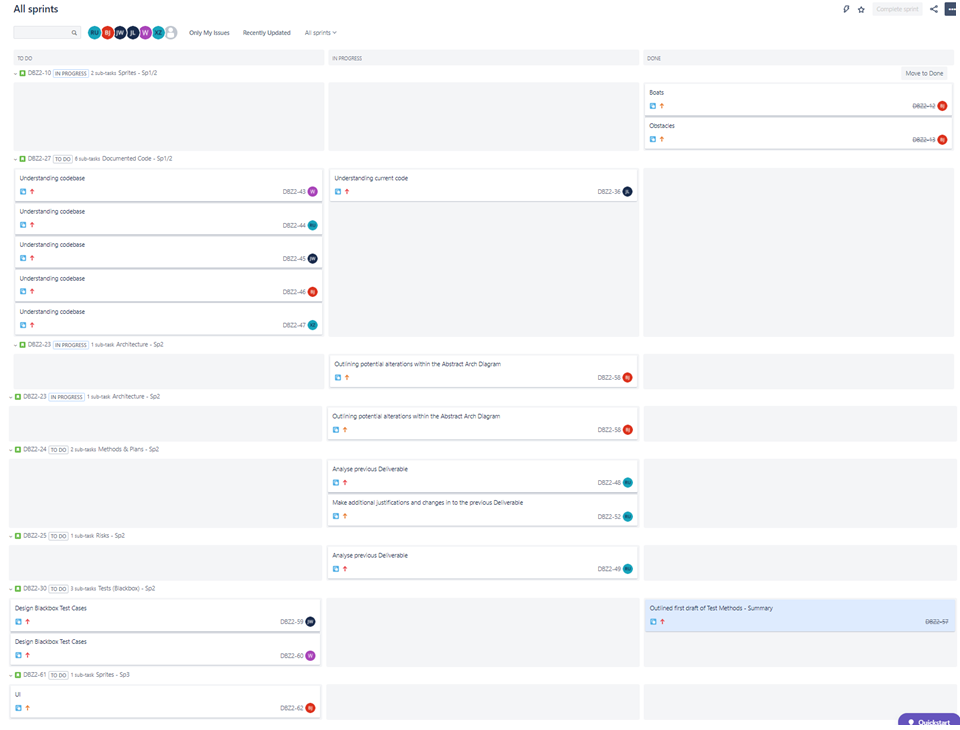 All sprints
Complete sprint
RU BJ JW JL W XZ Only My Issues Recently Updated All sprints
TO DO IN PROGRESS DONE
DBZ2-10 IN PROGRESS 2 sub-tasks Sprites - Sp1/2 Move to Done
Boats
DBZ2-12 BJ
Obstacles
DBZ2-13 BJ
DBZ2-27 TO DO 6 sub-tasks Documented Code - Sp1/2
Understanding codebase
DBZ2-43 W
Understanding codebase
DBZ2-44 RU
Understanding codebase
DBZ2-45 JW
Understanding codebase
DBZ2-46 BJ
Understanding codebase
DBZ2-47 XZ
Understanding current code
DBZ2-36 JL
DBZ2-23 IN PROGRESS 1 sub-task Architecture - Sp2
Outlining potential alterations within the Abstract Arch Diagram
DBZ2-58 BJ
DBZ2-23 IN PROGRESS 1 sub-task Architecture - Sp2
Outlining potential alterations within the Abstract Arch Diagram
DBZ2-58 BJ
DBZ2-24 TO DO 2 sub-tasks Methods & Plans - Sp2
Analyse previous Deliverable
DBZ2-48 RU
Make additional justifications and changes in to the previous Deliverable
DBZ2-52 RU
DBZ2-25 TO DO 1 sub-task Risks - Sp2
Analyse previous Deliverable
DBZ2-49 RU
DBZ2-30 TO DO 3 sub-tasks Tests (Blackbox) - Sp2
Design Blackbox Test Cases
DBZ2-59 JW
Design Blackbox Test Cases
DBZ2-60 W
Outlined first draft of Test Methods - Summary
DBZ2-57
DBZ2-61 TO DO 1 sub-task Sprites - Sp3
UI
DBZ2-62 BJ
Quickstart